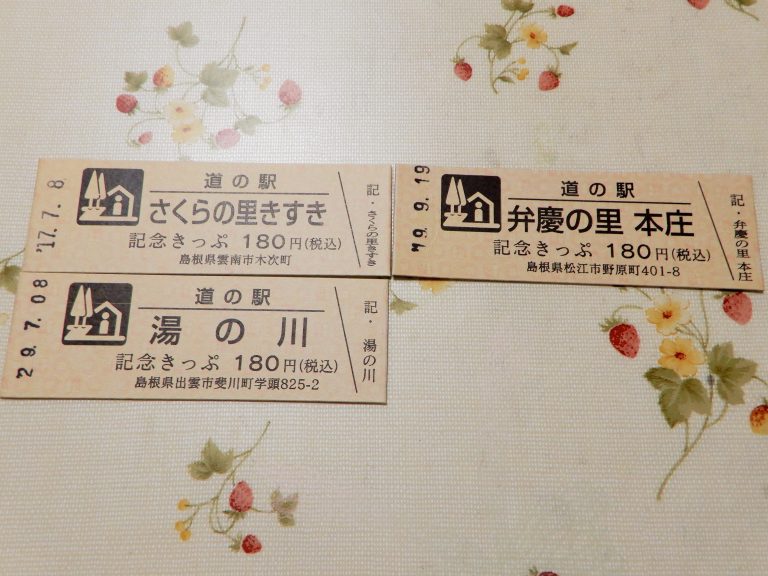 '17.7.8
道の駅
さくらの里きすき
記念きっぷ 180円(税込)
島根県雲南市木次町
記・さくらの里きすき
29.7.08
道の駅
湯の川
記念きっぷ 180円(税込)
島根県出雲市斐川町学頭825-2
記・湯の川
9.19
道の駅
弁慶の里 本庄
記念きっぷ 180円(税込)
島根県松江市野原町401-8
記・弁慶の里 本庄